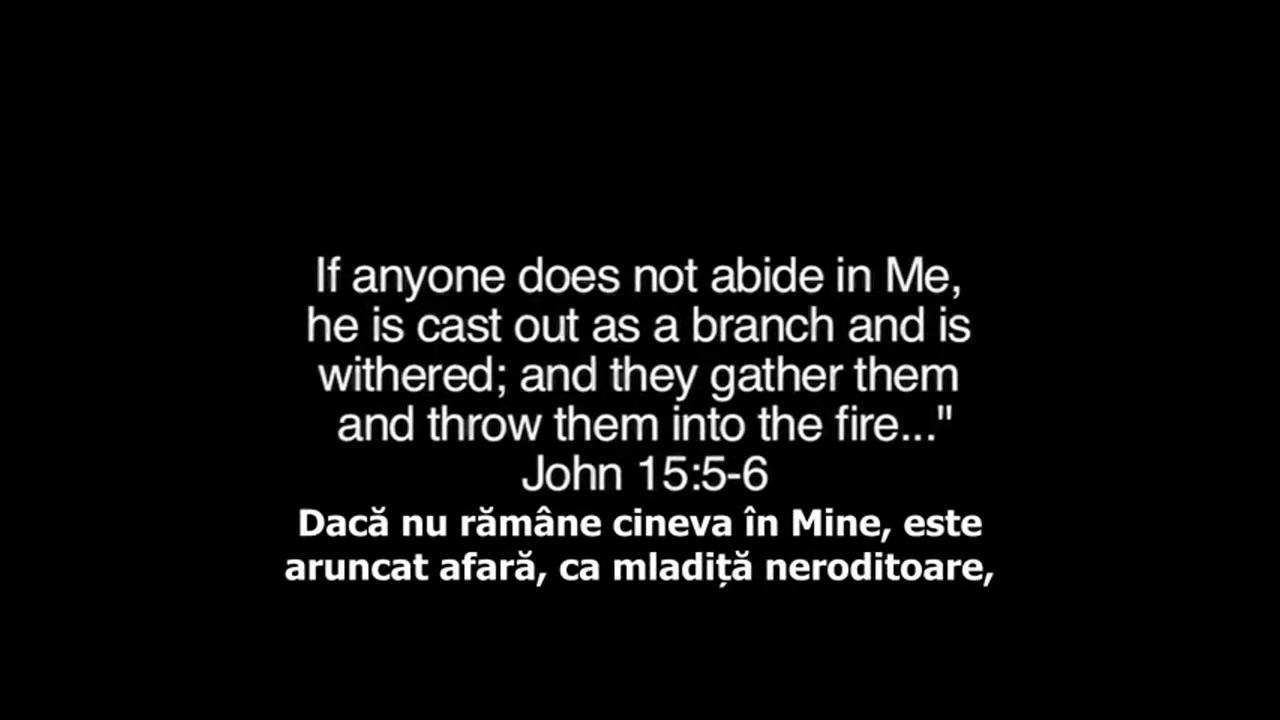 If anyone does not abide in Me,
he is cast out as a branch and is
withered; and they gather them
and throw them into the fire..."
John 15:5-6
Dacă nu rămâne cineva în Mine, este
aruncat afară, ca mladiță neroditoare,